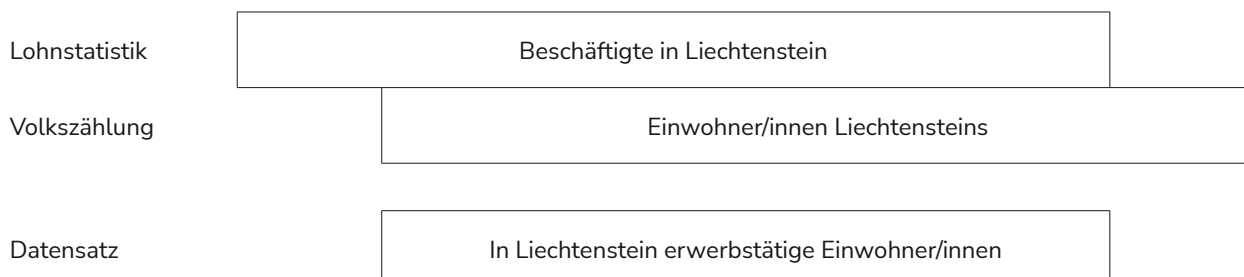 Lohnstatistik Beschäftigte in Liechtenstein
Volkszählung Einwohner/innen Liechtensteins
Datensatz In Liechtenstein erwerbstätige Einwohner/innen